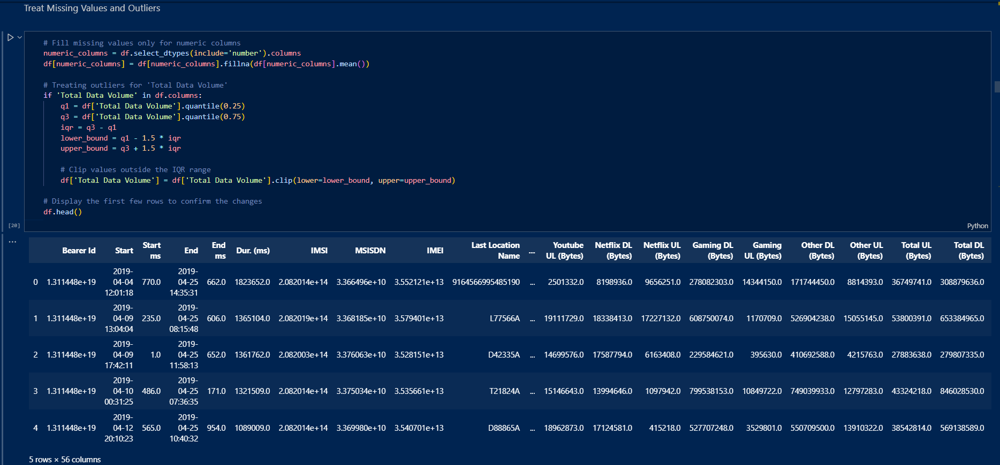 Treat Missing Values and Outliers
# Fill missing values only for numeric columns
numeric_columns = df.select_dtypes(include='number').columns
df[numeric_columns] = df[numeric_columns].fillna(df[numeric_columns].mean())
# Treating outliers for 'Total Data Volume'
if 'Total Data Volume' in df.columns:
q1 = df['Total Data Volume'].quantile(0.25)
q3 = df['Total Data Volume'].quantile(0.75)
iqr = q3 - q1
lower_bound = q1 - 1.5 * iqr
upper_bound = q3 + 1.5 * iqr
# Clip values outside the IQR range
df['Total Data Volume'] = df['Total Data Volume'].clip(lower=lower_bound, upper=upper_bound)
# Display the first few rows to confirm the changes
df.head()
[20]
Python
...
Bearer Id Start Start ms End End ms Dur. (ms) IMSI MSISDN IMEI Last Location Name ... Youtube UL (Bytes) Netflix DL (Bytes) Netflix UL (Bytes) Gaming DL (Bytes) Gaming UL (Bytes) Other DL (Bytes) Other UL (Bytes) Total UL (Bytes) Total DL (Bytes)
0 1.311448e+19 2019-04-04 12:01:18 770.0 2019-04-25 14:35:31 662.0 1823652.0 2.082014e+14 3.366496e+10 3.552121e+13 9164566995485190 ... 2501332.0 8198936.0 9656251.0 278082303.0 14344150.0 171744450.0 8814393.0 36749741.0 308879636.0
1 1.311448e+19 2019-04-09 13:04:04 235.0 2019-04-25 08:15:48 606.0 1365104.0 2.082019e+14 3.368185e+10 3.579401e+13 L77566A ... 19111729.0 18338413.0 17227132.0 608750074.0 1170709.0 526904238.0 15055145.0 53800391.0 653384965.0
2 1.311448e+19 2019-04-09 17:42:11 1.0 2019-04-25 11:58:13 652.0 1361762.0 2.082003e+14 3.376063e+10 3.528151e+13 D42335A ... 14699576.0 17587794.0 6163408.0 229584621.0 395630.0 410692588.0 4215763.0 27883638.0 279807335.0
3 1.311448e+19 2019-04-10 00:31:25 486.0 2019-04-25 07:36:35 171.0 1321509.0 2.082014e+14 3.375034e+10 3.535661e+13 T21824A ... 15146643.0 13994646.0 1097942.0 799538153.0 10849722.0 749039933.0 12797283.0 43324218.0 846028530.0
4 1.311448e+19 2019-04-12 20:10:23 565.0 2019-04-25 10:40:32 954.0 1089009.0 2.082014e+14 3.369980e+10 3.540701e+13 D88865A ... 18962873.0 17124581.0 415218.0 527707248.0 3529801.0 550709500.0 13910322.0 38542814.0 569138589.0
5 rows × 56 columns